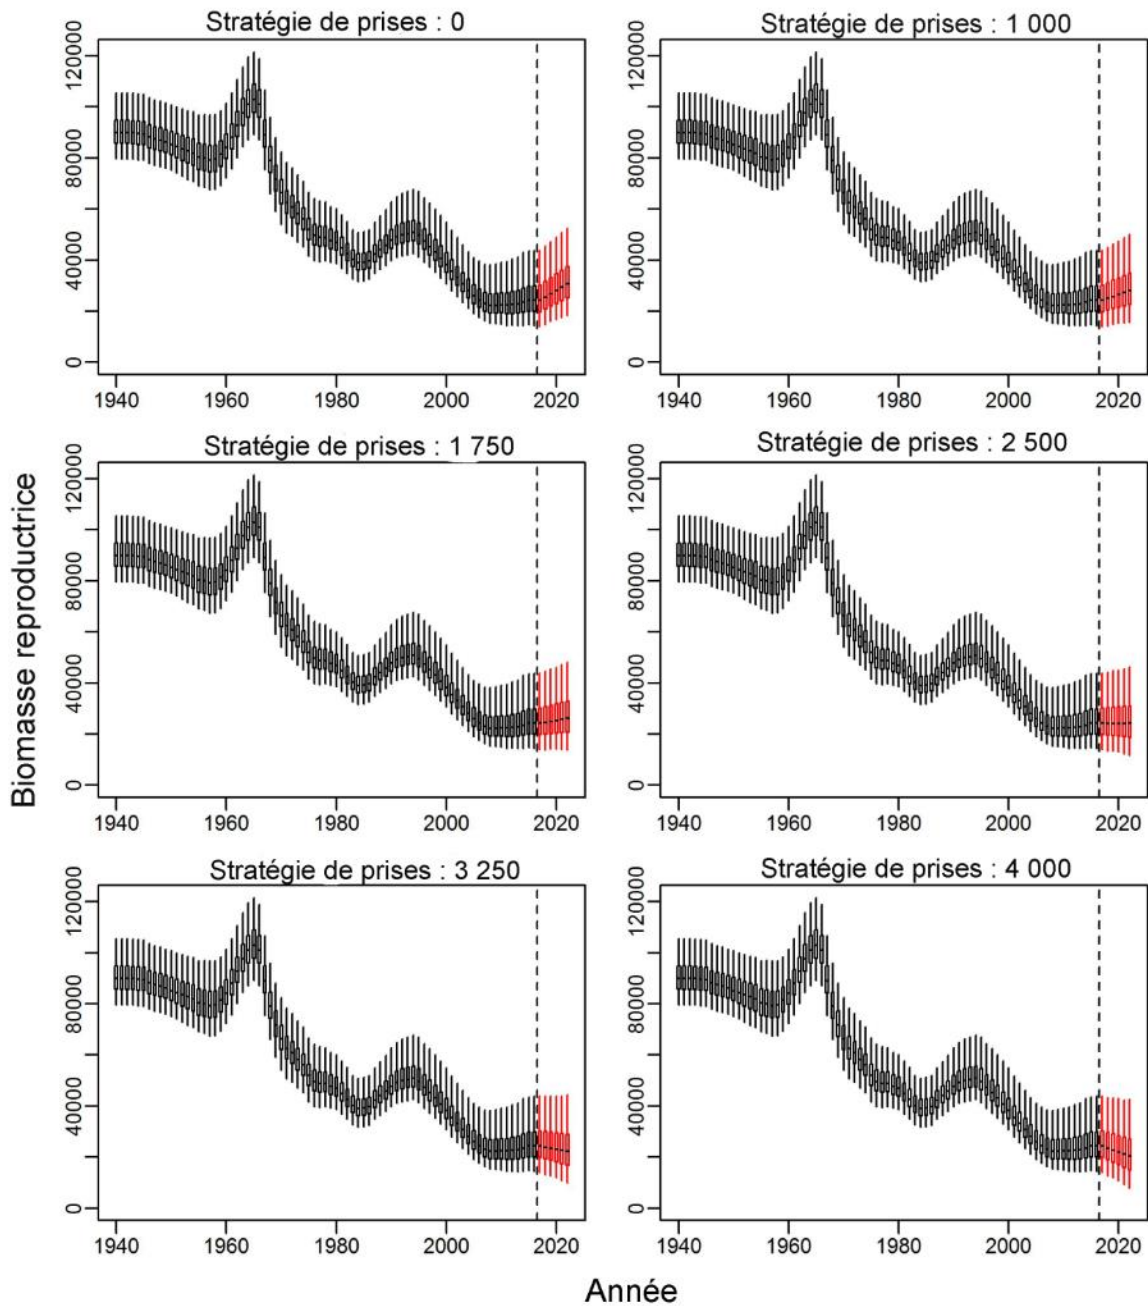 Stratégie de prises : 0
Stratégie de prises : 1 000
120000
80000
40000
0
1940 1960 1980 2000 2020
120000
80000
40000
0
1940 1960 1980 2000 2020
Stratégie de prises : 1 750
Stratégie de prises : 2 500
120000
80000
40000
0
1940 1960 1980 2000 2020
120000
80000
40000
0
1940 1960 1980 2000 2020
Biomasse reproductrice
Stratégie de prises : 3 250
Stratégie de prises : 4 000
120000
80000
40000
0
1940 1960 1980 2000 2020
120000
80000
40000
0
1940 1960 1980 2000 2020
Année